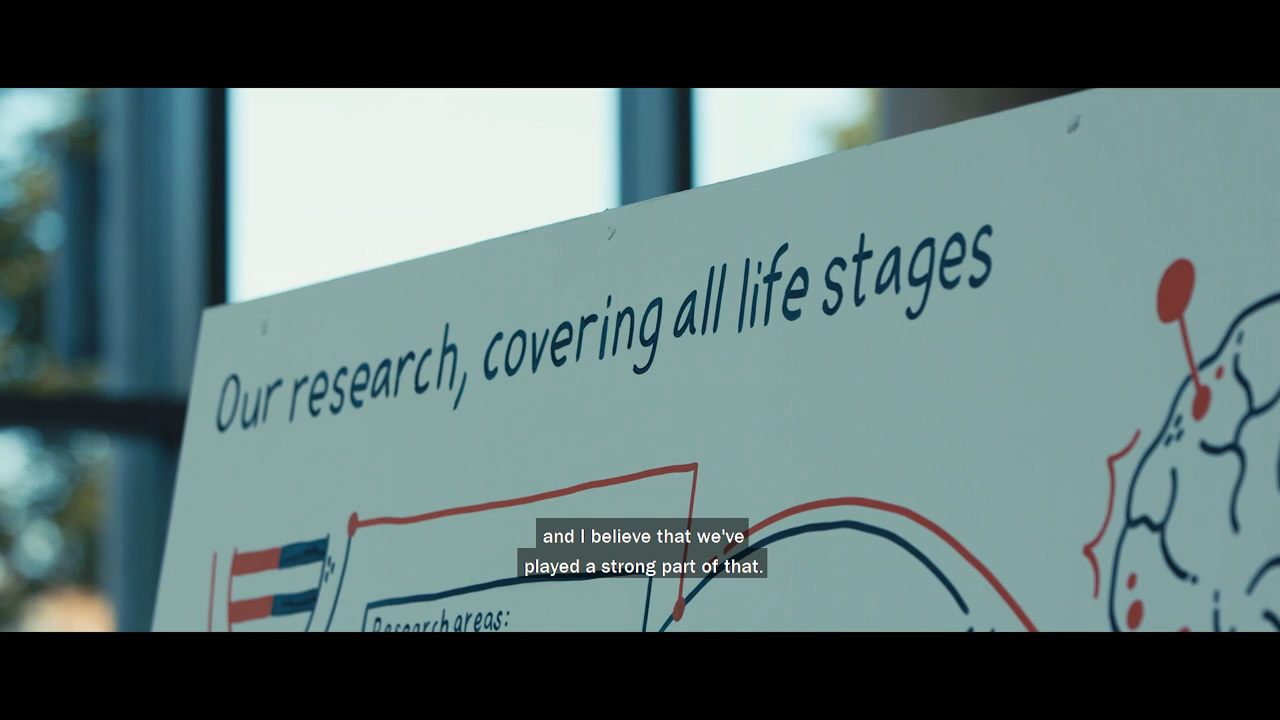 Our research, covering all life stages
and I believe that we've
played a strong part of that.
Research areas: